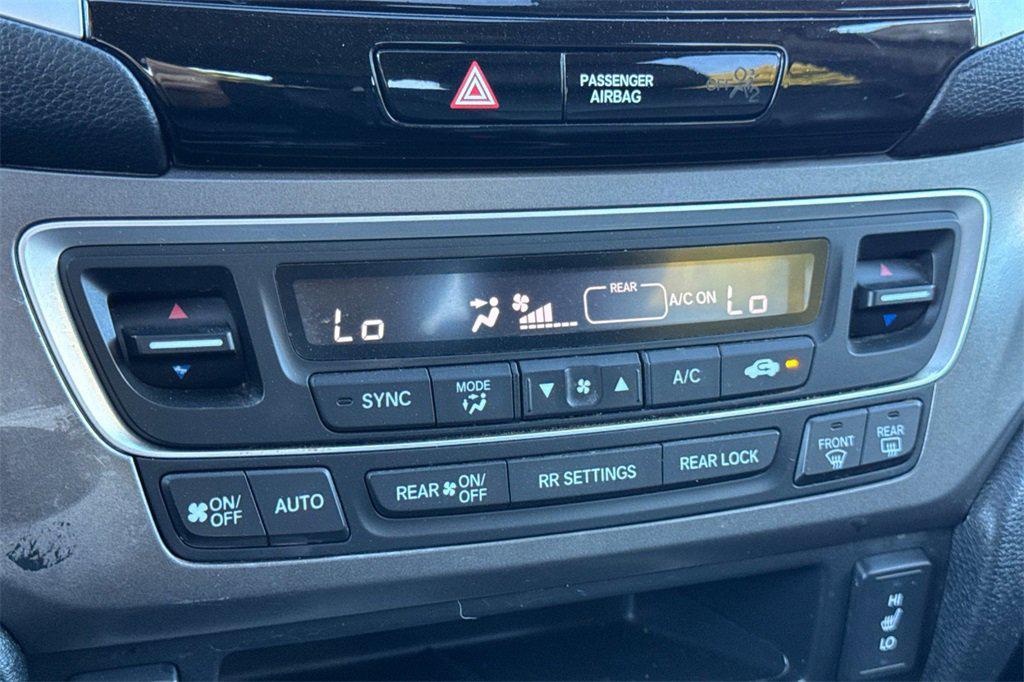 PASSENGER
AIRBAG
OFF
2
REAR
Lo
A/C ON
Lo
SYNC
MODE
A/C
ON/
OFF
AUTO
REAR ON/
OFF
RR SETTINGS
REAR LOCK
FRONT
REAR
HI
LO